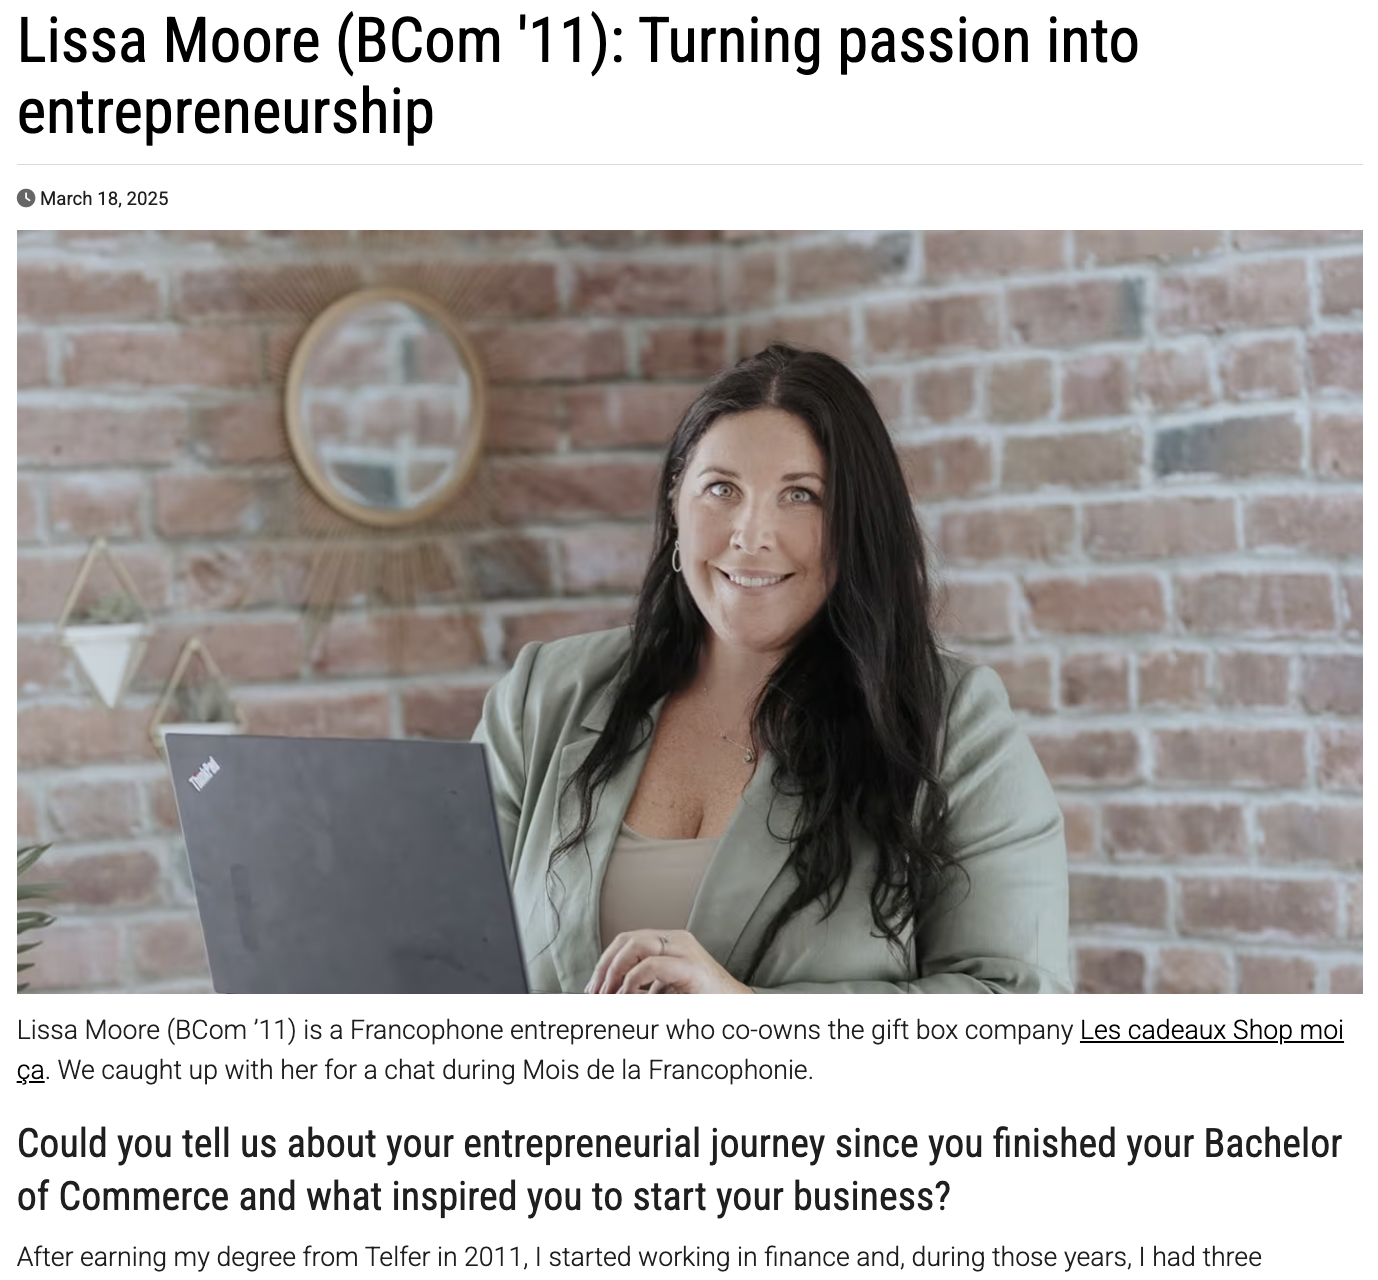 Lissa Moore (BCom '11): Turning passion into
entrepreneurship
March 18, 2025
ThinkPad
Lissa Moore (BCom ’11) is a Francophone entrepreneur who co-owns the gift box company Les cadeaux Shop moi
ça. We caught up with her for a chat during Mois de la Francophonie.
Could you tell us about your entrepreneurial journey since you finished your Bachelor
of Commerce and what inspired you to start your business?
After earning my degree from Telfer in 2011, I started working in finance and, during those years, I had three